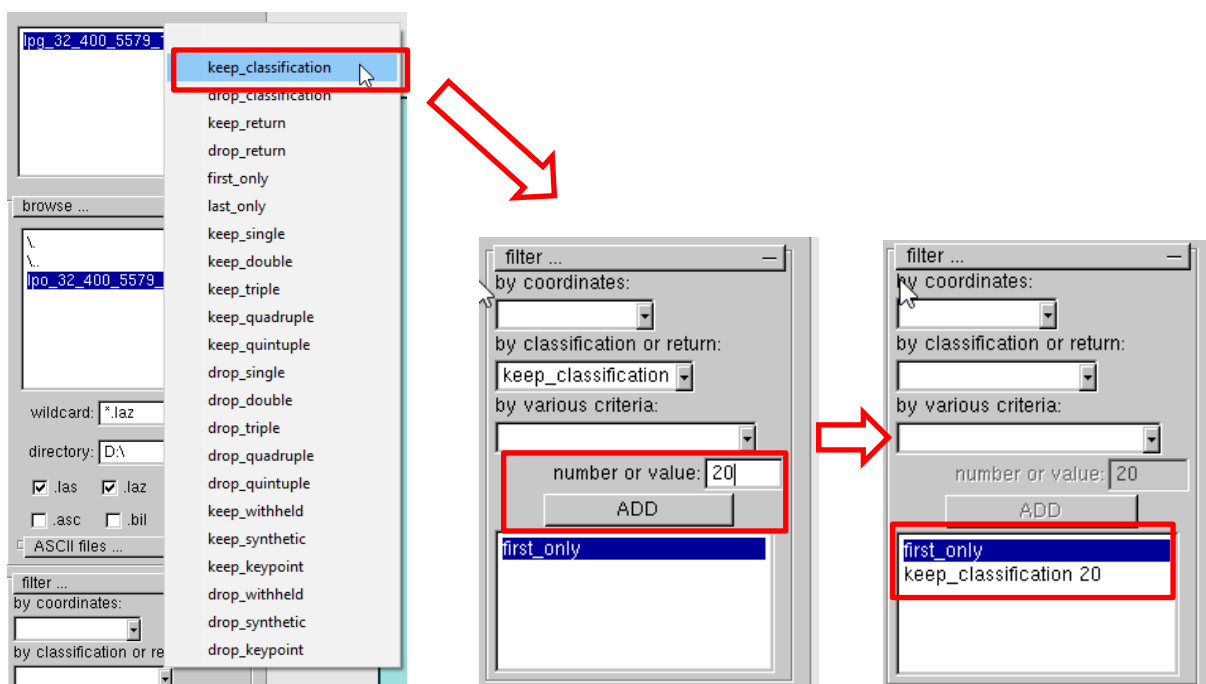 lpg_32_400_5579_
keep_classification
drop_classification
keep_return
drop_return
first_only
last_only
keep_single
keep_double
keep_triple
keep_quadruple
keep_quintuple
drop_single
drop_double
drop_triple
drop_quadruple
drop_quintuple
keep_withheld
keep_synthetic
keep_keypoint
drop_withheld
drop_synthetic
drop_keypoint
browse ...
\.
\..
lpo_32_400_5579_
wildcard: *.laz
directory: D:\
.las .laz
.asc .bil
ASCII files ...
filter ...
by coordinates:
by classification or re
filter ...
by coordinates:
by classification or return:
keep_classification
by various criteria:
number or value: 20
ADD
first_only
filter ...
by coordinates:
by classification or return:
by various criteria:
number or value: 20
ADD
first_only
keep_classification 20